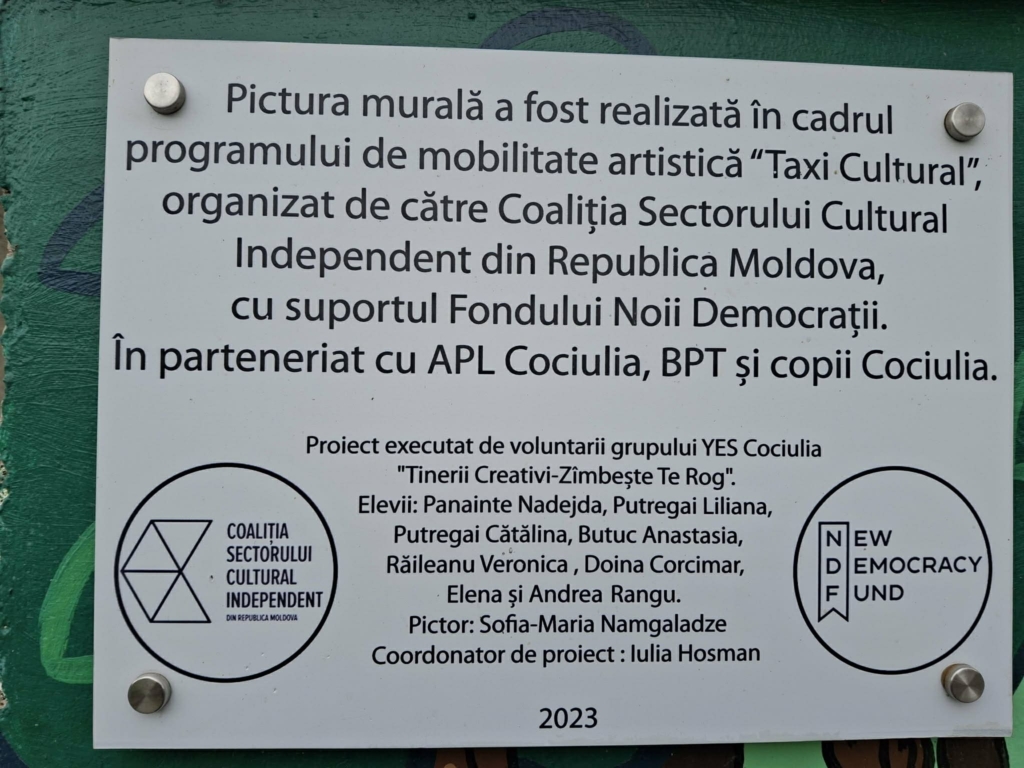 Pictura murală a fost realizată în cadrul
programului de mobilitate artistică “Taxi Cultural”,
organizat de către Coaliția Sectorului Cultural
Independent din Republica Moldova,
cu suportul Fondului Noii Democrații.
În parteneriat cu APL Cociulia, BPT și copii Cociulia.
Proiect executat de voluntarii grupului YES Cociulia
"Tinerii Creativi-Zîmbește Te Rog".
Elevii: Panainte Nadejda, Putregai Liliana,
Putregai Cătălina, Butuc Anastasia,
Răileanu Veronica , Doina Corcimar,
Elena și Andrea Rangu.
Pictor: Sofia-Maria Namgaladze
Coordonator de proiect : Iulia Hosman
2023
COALIȚIA
SECTORULUI
CULTURAL
INDEPENDENT
DIN REPUBLICA MOLDOVA
NEW
DEMOCRACY
FUND